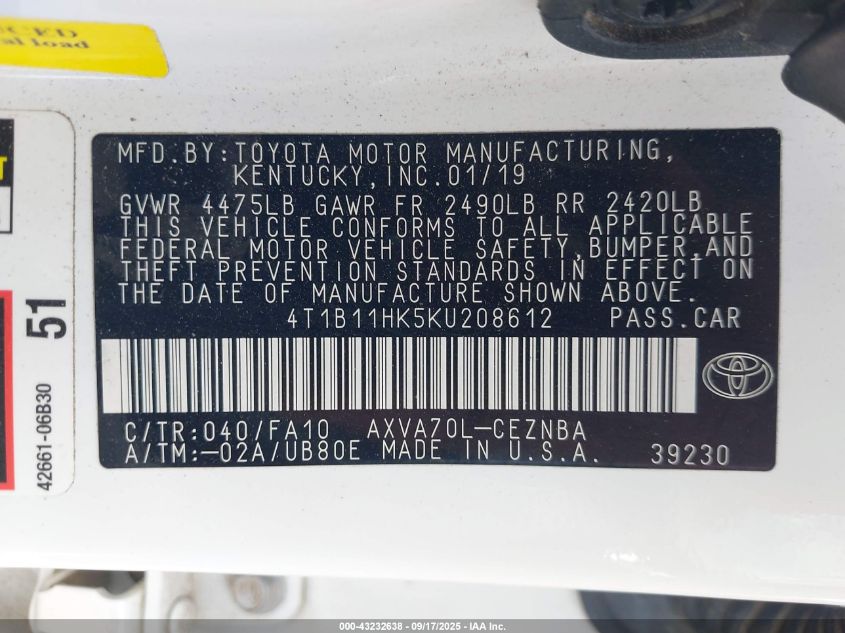 al load
MFD.BY:TOYOTA MOTOR MANUFACTURING,
KENTUCKY,INC.01/19
GVWR 4475LB GAWR FR 2490LB RR 2420LB
THIS VEHICLE CONFORMS TO ALL APPLICABLE
FEDERAL MOTOR VEHICLE SAFETY,BUMPER,AND
THEFT PREVENTION STANDARDS IN EFFECT ON
THE DATE OF MANUFACTURE SHOWN ABOVE.
4T1B11HK5KU208612 PASS.CAR
C/TR:040/FA10 AXVA70L-CEZNBA
A/TM:-02A/UB80E MADE IN U.S.A. 39230
51
42661-06B30
000-43232638 - 09/17/2025 - IAA Inc.